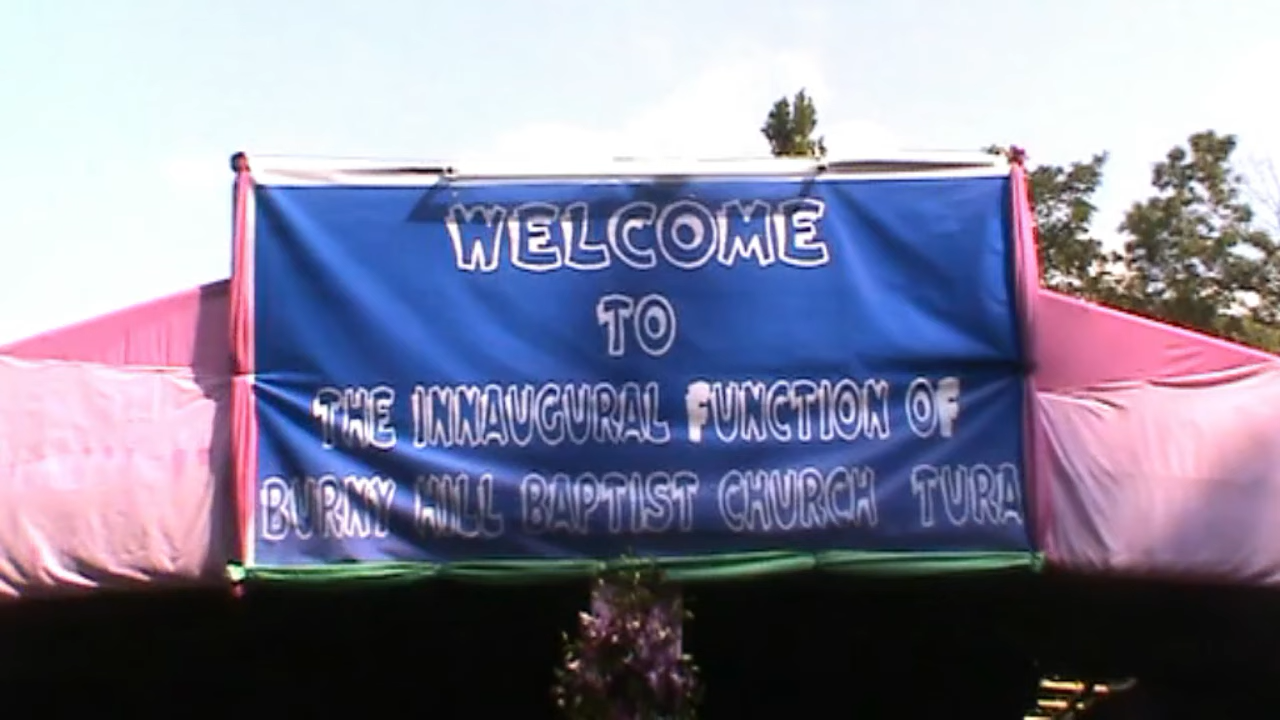 WELCOME
TO
THE INNAUGURAL FUNCTION OF
BURNY HILL BAPTIST CHURCH TURA